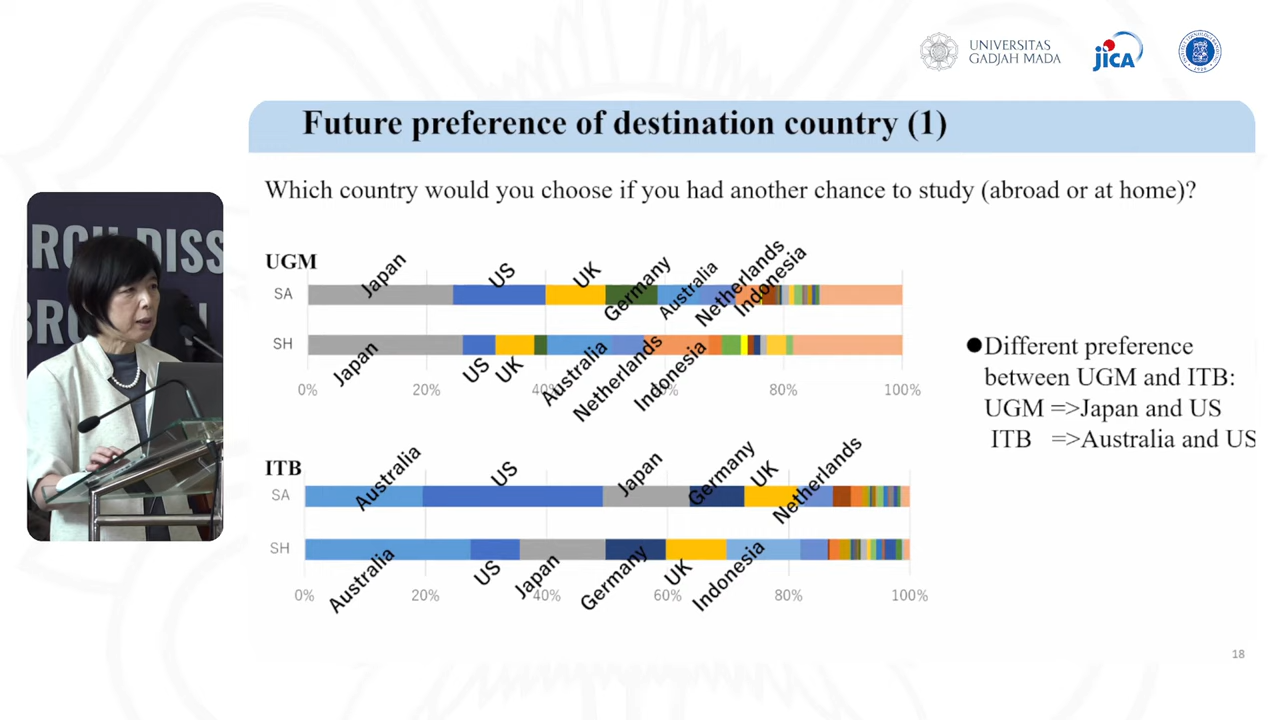 UNIVERSITAS
GADJAH MADA
JICA
Future preference of destination country (1)
Which country would you choose if you had another chance to study (abroad or at home)?
UGM
SA
Japan
US
UK
Germany
Australia
Netherlands
Indonesia
SH
Japan
US
UK
Australia
Netherlands
Indonesia
0%
20%
40%
60%
80%
100%
ITB
SA
Australia
US
Japan
Germany
UK
Netherlands
SH
Australia
US
Japan
Germany
UK
Indonesia
0%
20%
40%
60%
80%
100%
●Different preference
between UGM and ITB:
UGM =>Japan and US
ITB =>Australia and US
RCH DISS
18